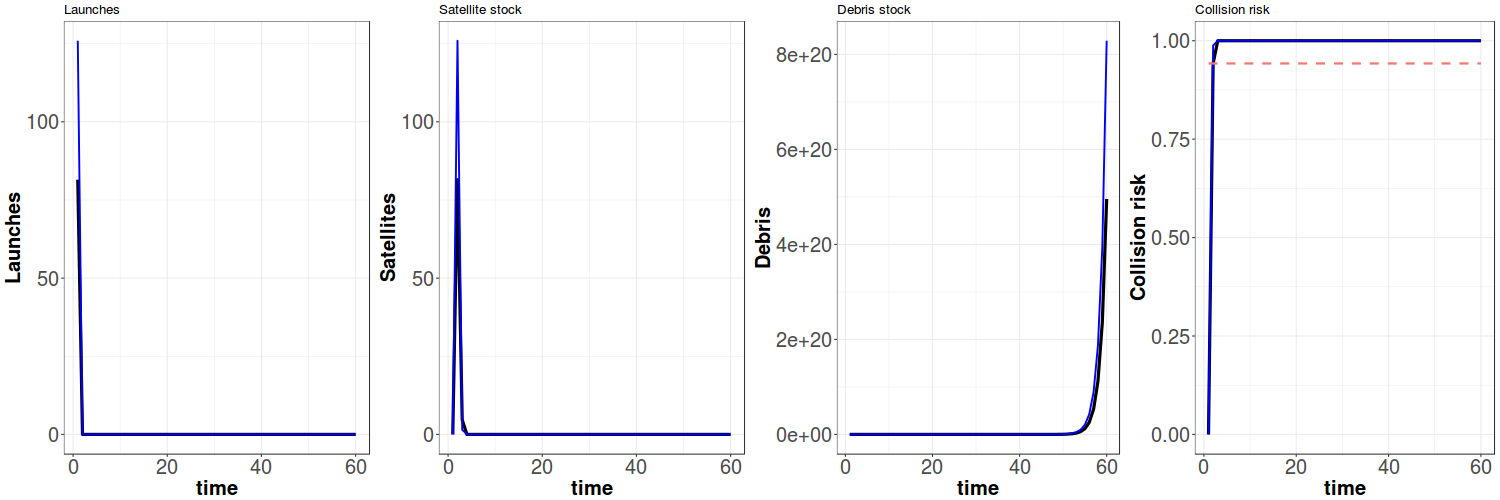 Launches
Launches
100
50
0
0 20 40 60
time
Satellite stock
Satellites
100
50
0
0 20 40 60
time
Debris stock
Debris
8e+20
6e+20
4e+20
2e+20
0e+00
0 20 40 60
time
Collision risk
Collision risk
1.00
0.75
0.50
0.25
0.00
0 20 40 60
time